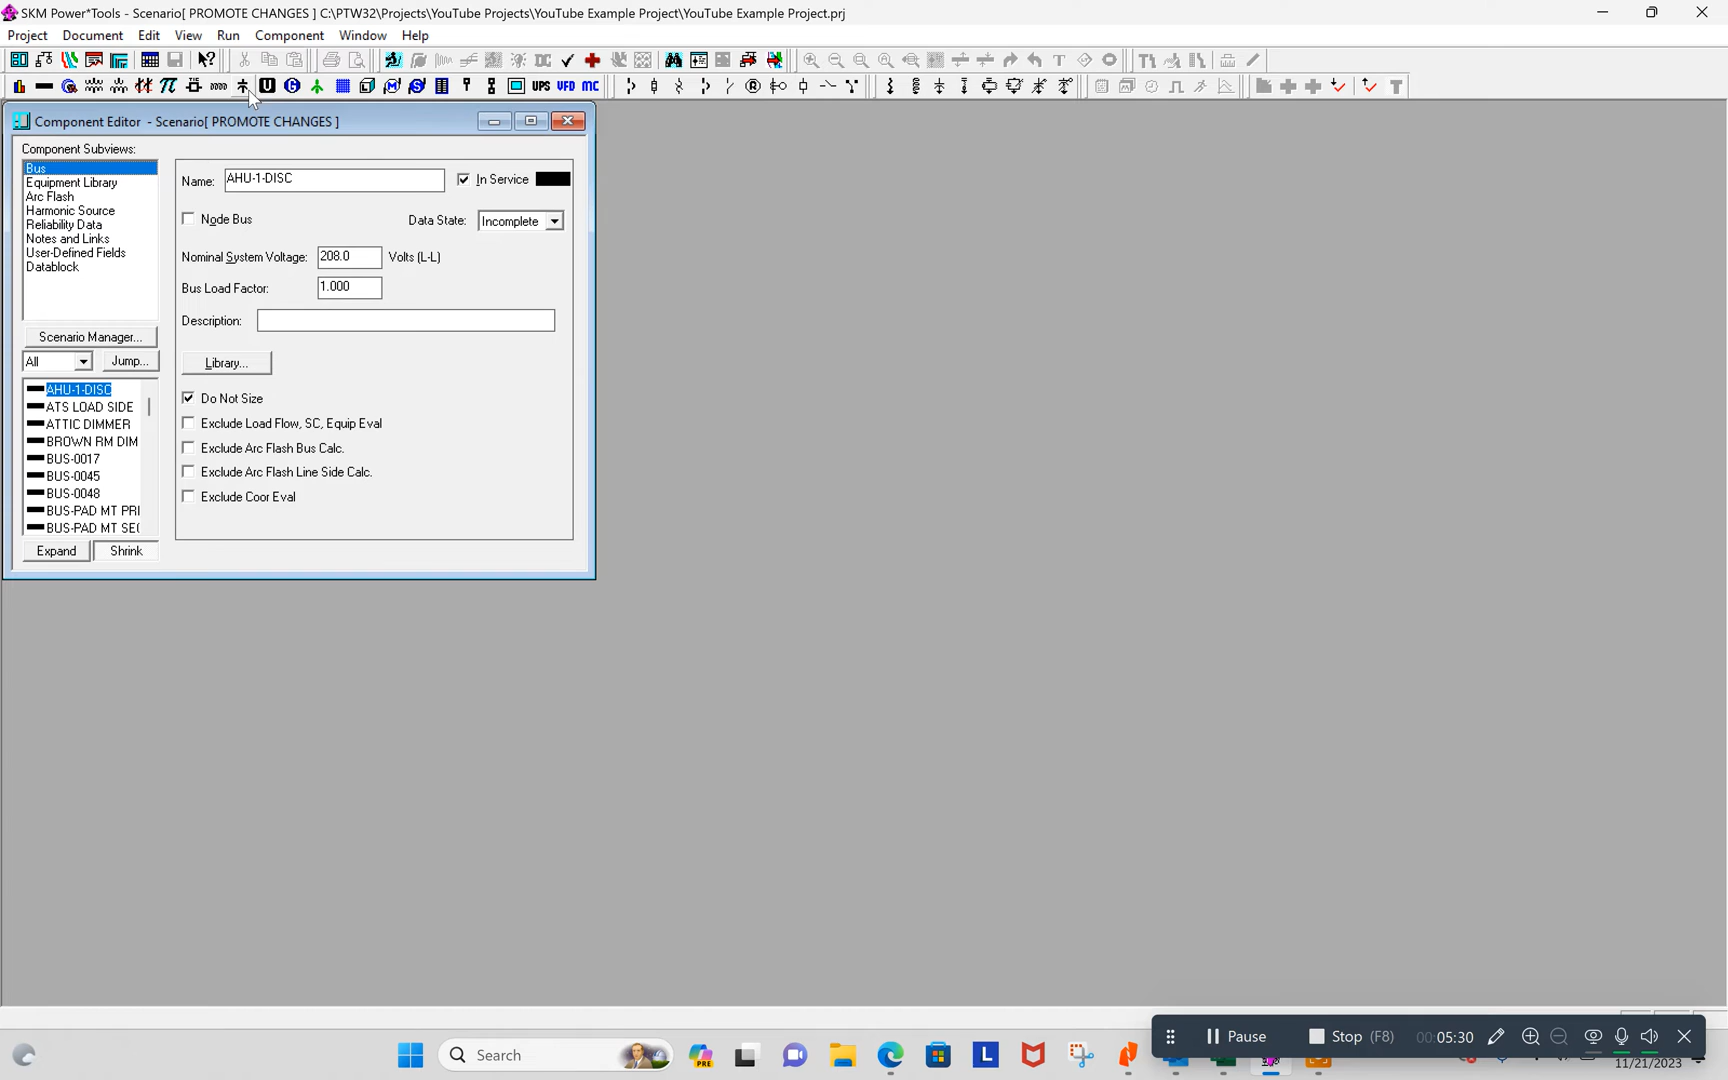 SKM Power*Tools - Scenario[ PROMOTE CHANGES ] C:\PTW32\Projects\YouTube Projects\YouTube Example Project\YouTube Example Project.prj
Project Document Edit View Run Component Window Help
UPS VFD MC
Component Editor - Scenario[ PROMOTE CHANGES ]
Component Subviews:
Bus
Equipment Library
Arc Flash
Harmonic Source
Reliability Data
Notes and Links
User-Defined Fields
Datablock
Scenario Manager...
All Jump...
AHU-1-DISC
ATS LOAD SIDE
ATTIC DIMMER
BROWN RM DIM
BUS-0017
BUS-0045
BUS-0048
BUS-PAD MT PRI
BUS-PAD MT SE
Expand Shrink
Name: AHU-1-DISC In Service
Node Bus Data State: Incomplete
Nominal System Voltage: 208.0 Volts (L-L)
Bus Load Factor: 1.000
Description:
Library...
Do Not Size
Exclude Load Flow, SC, Equip Eval
Exclude Arc Flash Bus Calc.
Exclude Arc Flash Line Side Calc.
Exclude Coor Eval
Pause Stop (F8) 00:05:30
Search
PRE
L
11/21/2023